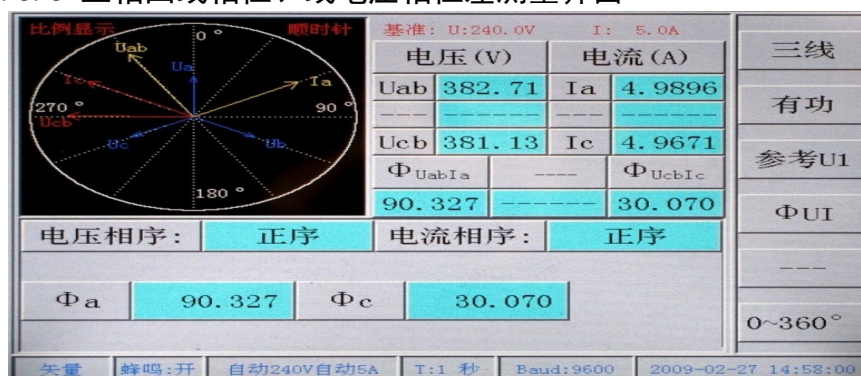 比例显示 顺时针
0°
90°
180°
270°
Uab
Ua
Ia
Ic
Ucb
Uc
Ub
基准: U:240.0V I: 5.0A
电压(V) 电流(A)
Uab 382.71 Ia 4.9896
--- ------ --- ------
Ucb 381.13 Ic 4.9671
ΦUabIa ---- ΦUcbIc
90.327 ------ 30.070
电压相序: 正序 电流相序: 正序
Φa 90.327 Φc 30.070
三线
有功
参考U1
ΦUI
---
0~360°
矢量 蜂鸣:开 自动240V自动5A T:1 秒 Baud:9600 2009-02-27 14:58:00